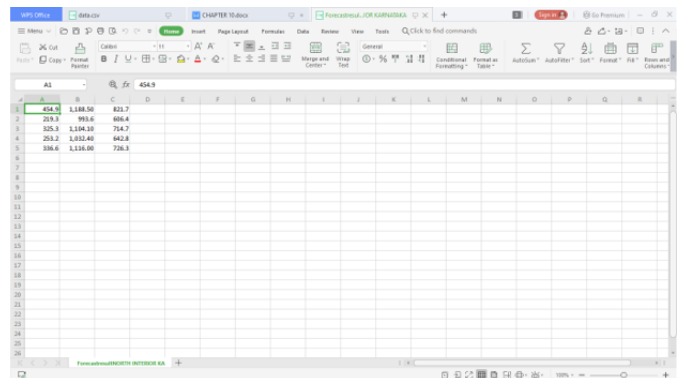 WPS Office data.csv CHAPTER 10.docx Forecastresul...IOR KARNATAKA + Sign in Go Premium
Menu Home Insert Page Layout Formulas Data Review View Tools Click to find commands
Cut Calibri 11 A+ A- General
Copy Format Painter B I U Merge and Center Wrap Text Conditional Formatting Format as Table AutoSum AutoFilter Sort Format Fill Rows and Columns
A1 fx 454.9
A B C D E F G H I J K L M N O P Q R
1 454.9 1,188.50 821.7
2 219.3 993.6 606.4
3 325.3 1,104.10 714.7
4 253.2 1,032.40 642.8
5 336.6 1,116.00 726.3
6
7
8
9
10
11
12
13
14
15
16
17
18
19
20
21
22
23
24
25
26
ForecastresultNORTH INTERIOR KA +
100%